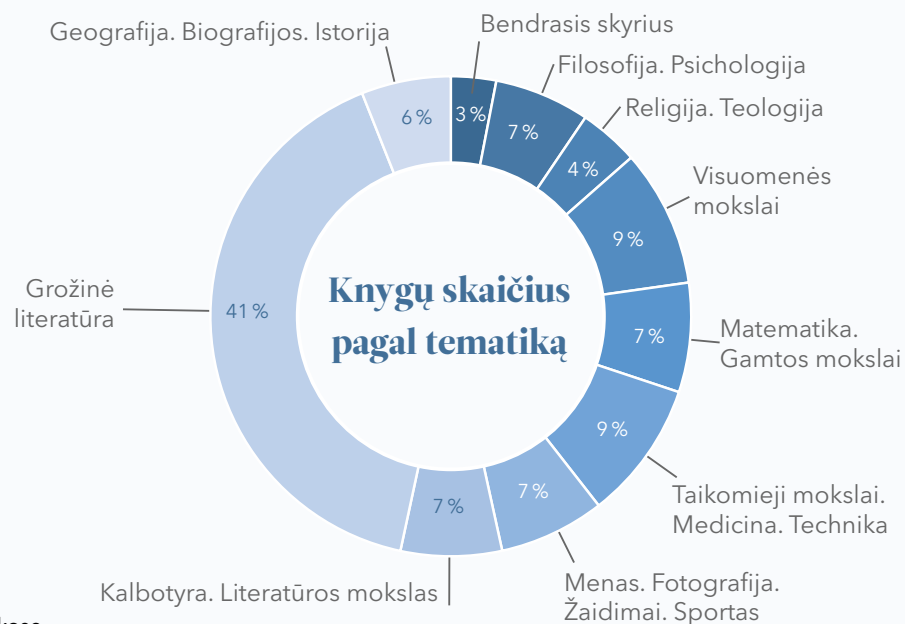 Geografija. Biografijos. Istorija
Bendrasis skyrius
Filosofija. Psichologija
Religija. Teologija
Visuomenės
mokslai
Matematika.
Gamtos mokslai
Taikomieji mokslai.
Medicina. Technika
Menas. Fotografija.
Žaidimai. Sportas
Kalbotyra. Literatūros mokslas
Grožinė
literatūra
6 %
3 %
7 %
4 %
9 %
7 %
9 %
7 %
7 %
41 %
Knygų skaičius
pagal tematiką